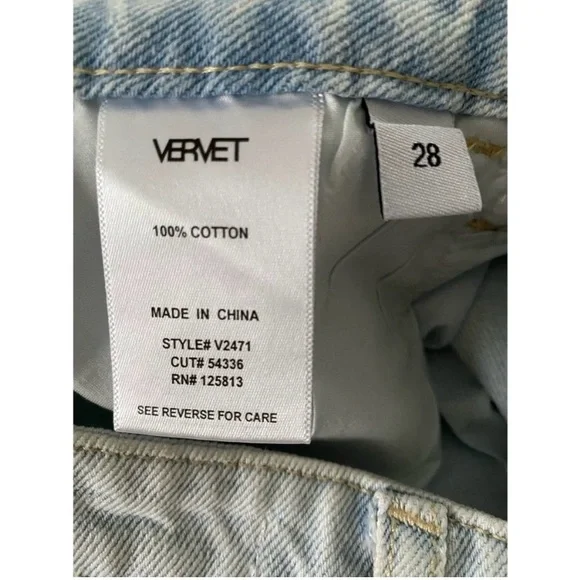 VERVET
100% COTTON
MADE IN CHINA
STYLE# V2471
CUT# 54336
RN# 125813
SEE REVERSE FOR CARE
28